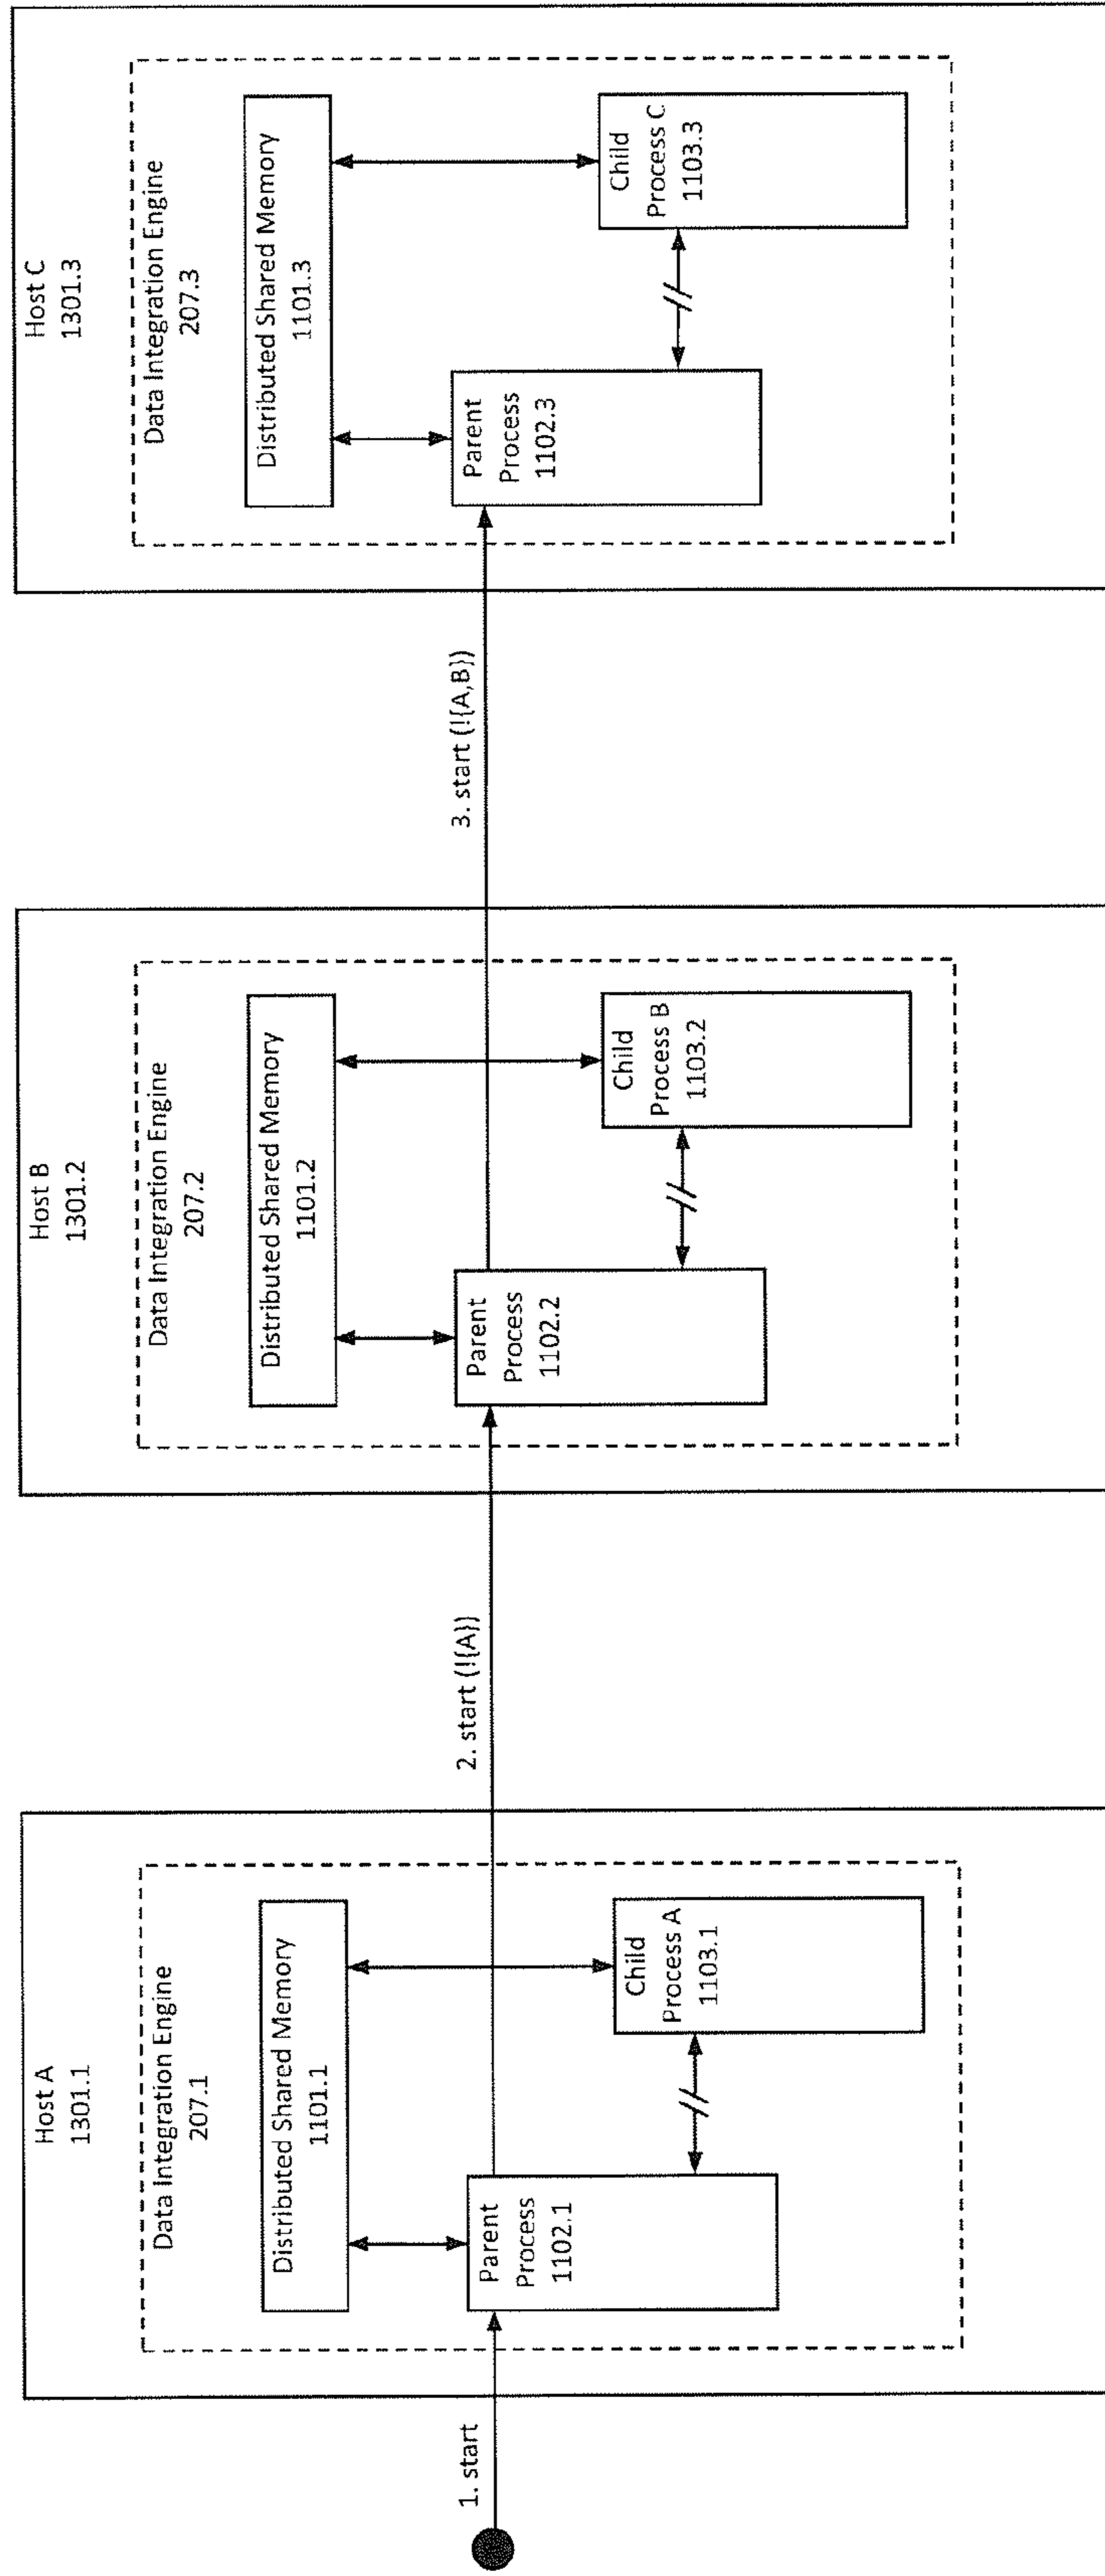 1. start
Host A
1301.1
Data Integration Engine
207.1
Distributed Shared Memory
1101.1
Parent
Process
1102.1
Child
Process A
1103.1
2. start (!{A})
Host B
1301.2
Data Integration Engine
207.2
Distributed Shared Memory
1101.2
Parent
Process
1102.2
Child
Process B
1103.2
3. start (!{A,B})
Host C
1301.3
Data Integration Engine
207.3
Distributed Shared Memory
1101.3
Parent
Process
1102.3
Child
Process C
1103.3